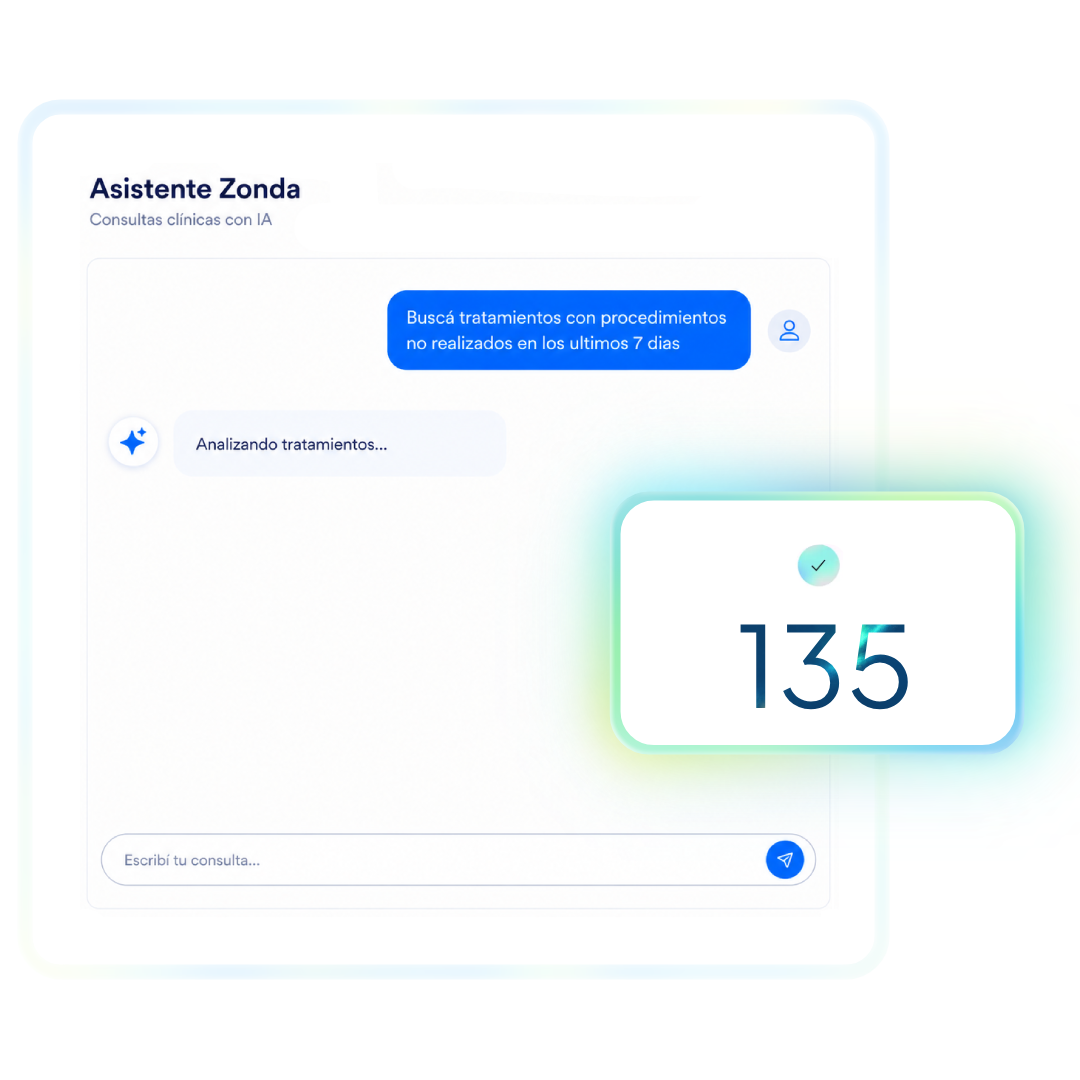 Asistente Zonda
Consultas clínicas con IA
Buscá tratamientos con procedimientos
no realizados en los ultimos 7 dias
Analizando tratamientos...
135
Escribí tu consulta...